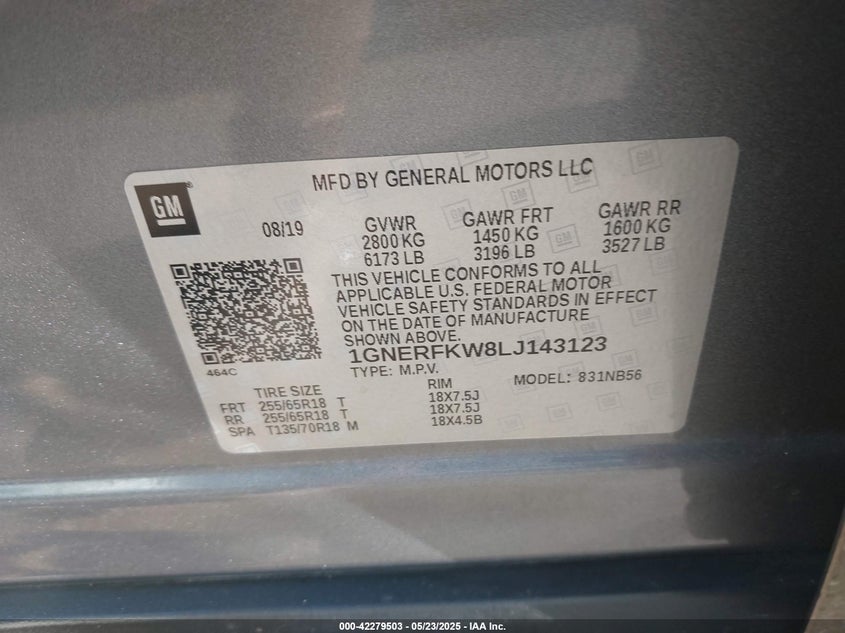 MFD BY GENERAL MOTORS LLC
GM
08/19
GVWR
2800 KG
6173 LB
GAWR FRT
1450 KG
3196 LB
GAWR RR
1600 KG
3527 LB
THIS VEHICLE CONFORMS TO ALL
APPLICABLE U.S. FEDERAL MOTOR
VEHICLE SAFETY STANDARDS IN EFFECT
ON THE DATE OF MANUFACTURE
SHOWN ABOVE.
464C
1GNERFKW8LJ143123
TYPE: M.P.V.
MODEL: 831NB56
TIRE SIZE RIM
FRT 255/65R18 T 18X7.5J
RR 255/65R18 T 18X7.5J
SPA T135/70R18 M 18X4.5B
000-42279503 - 05/23/2025 - IAA Inc.